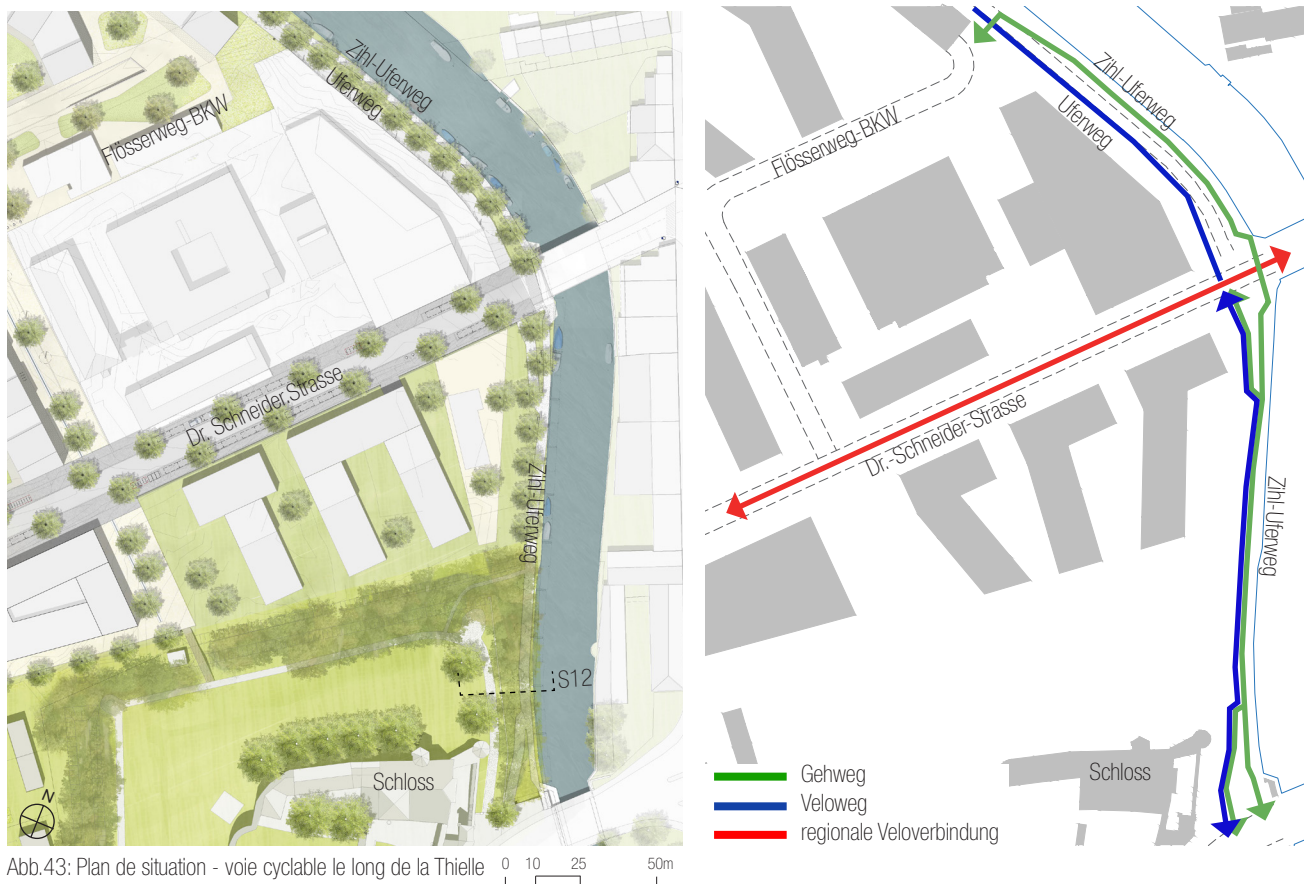 Zihl-Uferweg
Uferweg
Flösserweg-BKW
Dr. Schneider.Strasse
Zihl-Uferweg
S12
Schloss
N
Abb.43: Plan de situation - voie cyclable le long de la Thielle
0 10 25 50m
Zihl-Uferweg
Uferweg
Flösserweg-BKW
Dr.-Schneider-Strasse
Zihl-Uferweg
Schloss
Gehweg
Veloweg
regionale Veloverbindung